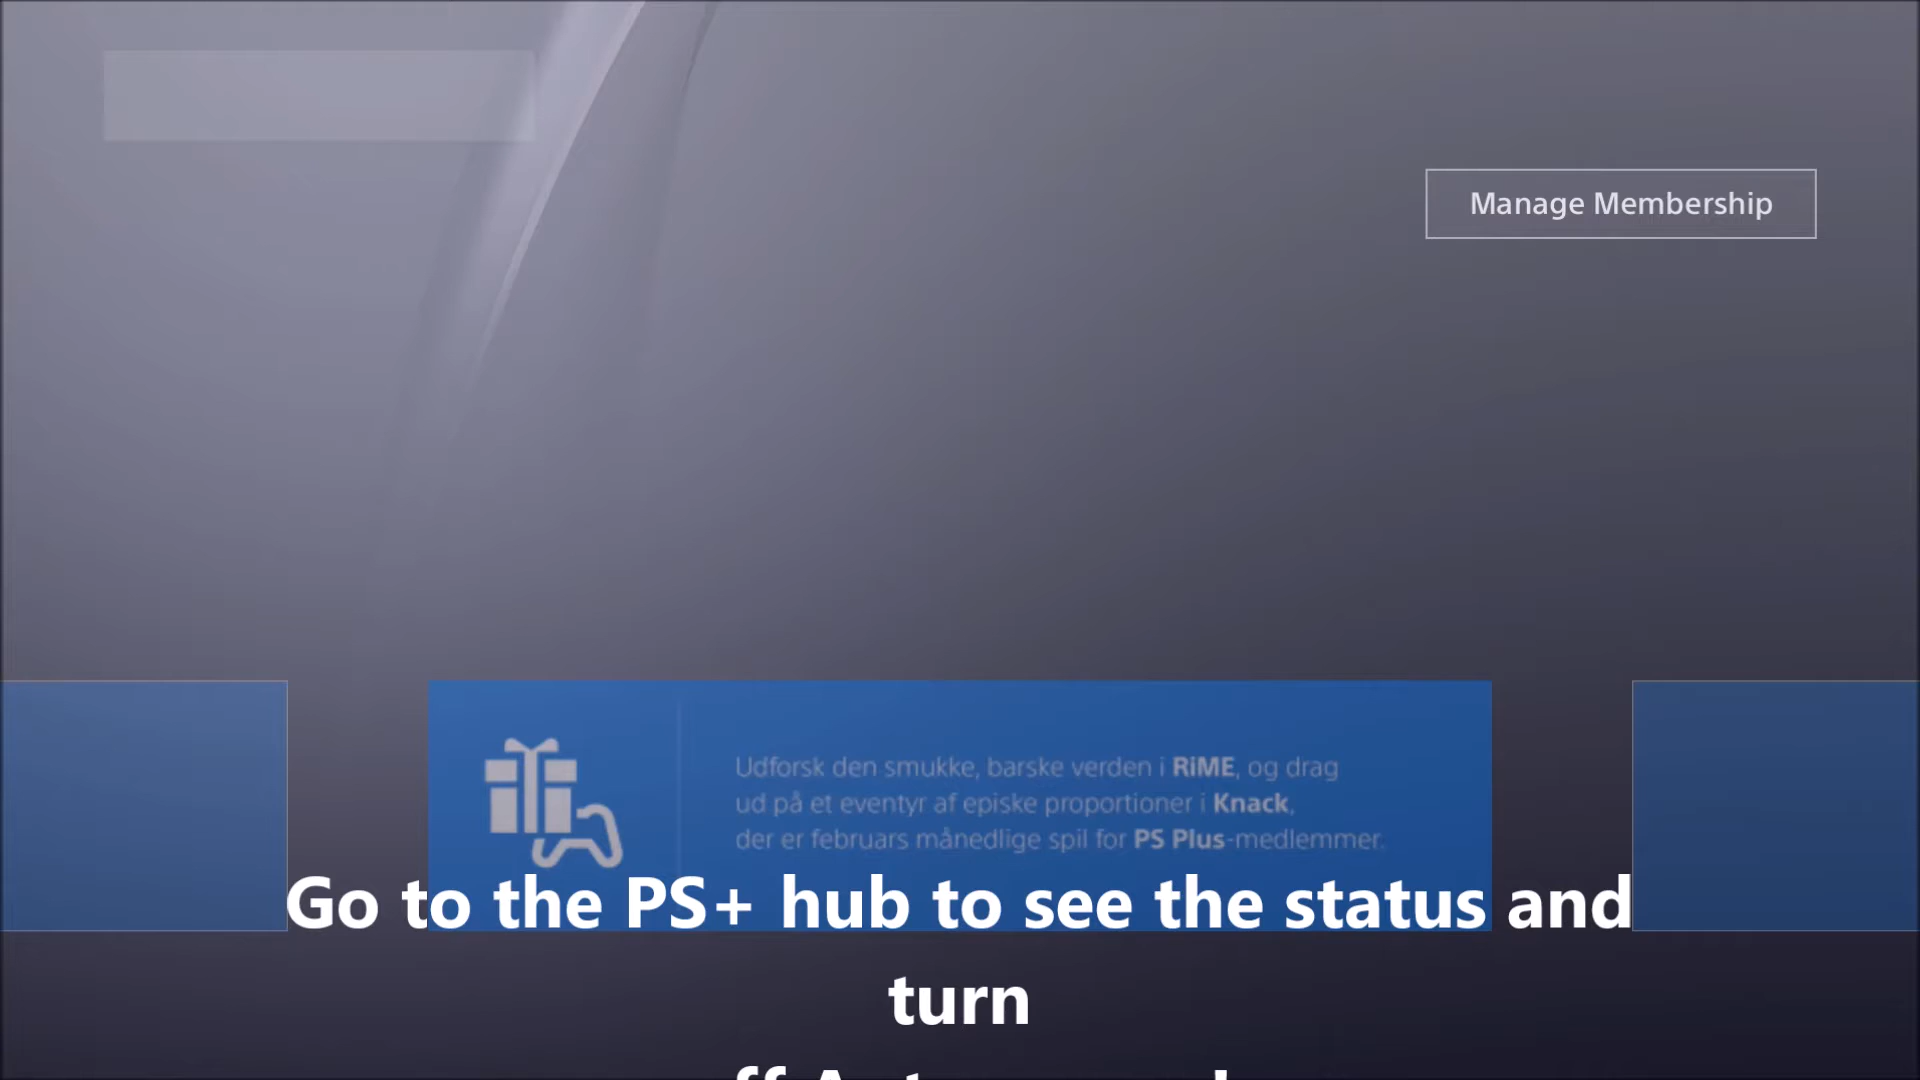 Manage Membership
Udforsk den smukke, barske verden i RiME, og drag
ud på et eventyr af episke proportioner i Knack,
der er februars månedlige spil for PS Plus-medlemmer.
Go to the PS+ hub to see the status and
turn